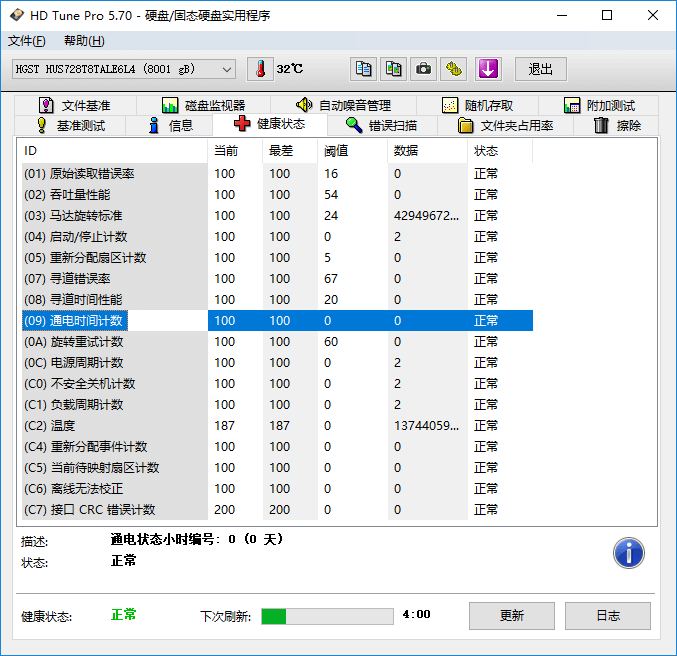 HD Tune Pro 5.70 - 硬盘/固态硬盘实用程序
文件(F) 帮助(H)
HGST HUS728T8TALE6L4 (8001 gB) 32℃ 退出
文件基准 磁盘监视器 自动噪音管理 随机存取 附加测试
基准测试 信息 健康状态 错误扫描 文件夹占用率 擦除
ID 当前 最差 阈值 数据 状态
(01) 原始读取错误率 100 100 16 0 正常
(02) 吞吐量性能 100 100 54 0 正常
(03) 马达旋转标准 100 100 24 42949672... 正常
(04) 启动/停止计数 100 100 0 2 正常
(05) 重新分配扇区计数 100 100 5 0 正常
(07) 寻道错误率 100 100 67 0 正常
(08) 寻道时间性能 100 100 20 0 正常
(09) 通电时间计数 100 100 0 0 正常
(0A) 旋转重试计数 100 100 60 0 正常
(0C) 电源周期计数 100 100 0 2 正常
(C0) 不安全关机计数 100 100 0 2 正常
(C1) 负载周期计数 100 100 0 2 正常
(C2) 温度 187 187 0 13744059... 正常
(C4) 重新分配事件计数 100 100 0 0 正常
(C5) 当前待映射扇区计数 100 100 0 0 正常
(C6) 离线无法校正 100 100 0 0 正常
(C7) 接口 CRC 错误计数 200 200 0 0 正常
描述: 通电状态小时编号: 0 (0 天)
状态: 正常
健康状态: 正常 下次刷新: 4:00 更新 日志